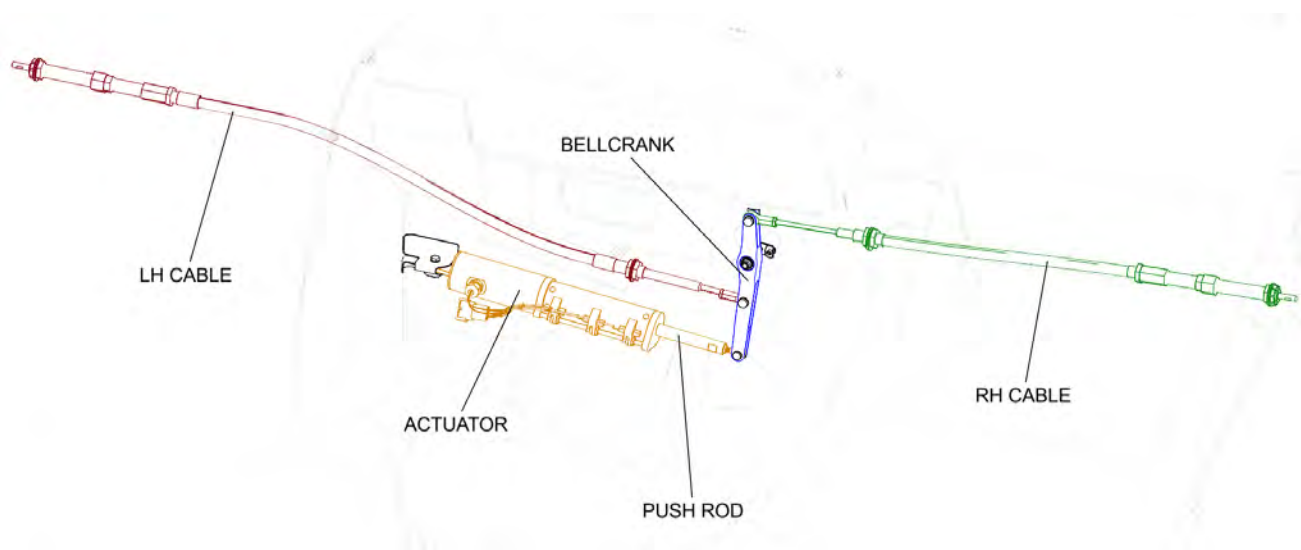 BELLCRANK
LH CABLE
RH CABLE
ACTUATOR
PUSH ROD